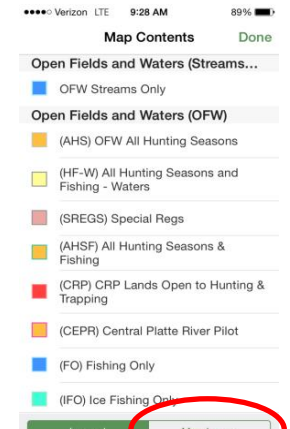 Verizon LTE 9:28 AM 89%
Map Contents Done
Open Fields and Waters (Streams...
OFW Streams Only
Open Fields and Waters (OFW)
(AHS) OFW All Hunting Seasons
(HF-W) All Hunting Seasons and
Fishing - Waters
(SREGS) Special Regs
(AHSF) All Hunting Seasons &
Fishing
(CRP) CRP Lands Open to Hunting &
Trapping
(CEPR) Central Platte River Pilot
(FO) Fishing Only
(IFO) Ice Fishing Only